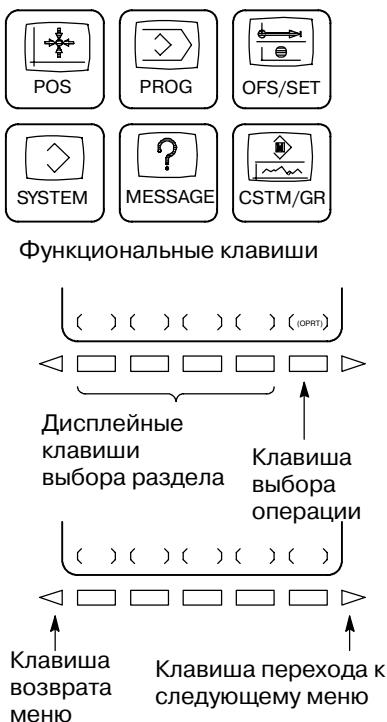 POS PROG OFS/SET
SYSTEM MESSAGE CSTM/GR
Функциональные клавиши
( ) ( ) ( ) ( ) ( (OPRT) )
Дисплейные
клавиши
выбора раздела
Клавиша
выбора
операции
( ) ( ) ( ) ( ) ( )
Клавиша
возврата
меню
Клавиша перехода к
следующему меню